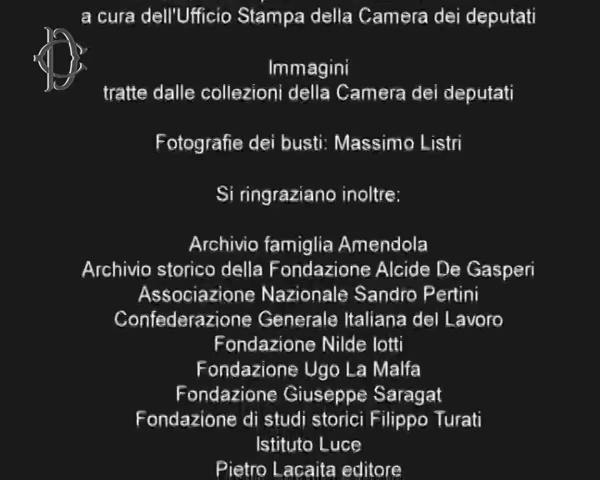 a cura dell'Ufficio Stampa della Camera dei deputati
Immagini
tratte dalle collezioni della Camera dei deputati
Fotografie dei busti: Massimo Listri
Si ringraziano inoltre:
Archivio famiglia Amendola
Archivio storico della Fondazione Alcide De Gasperi
Associazione Nazionale Sandro Pertini
Confederazione Generale Italiana del Lavoro
Fondazione Nilde Iotti
Fondazione Ugo La Malfa
Fondazione Giuseppe Saragat
Fondazione di studi storici Filippo Turati
Istituto Luce
Pietro Lacaita editore